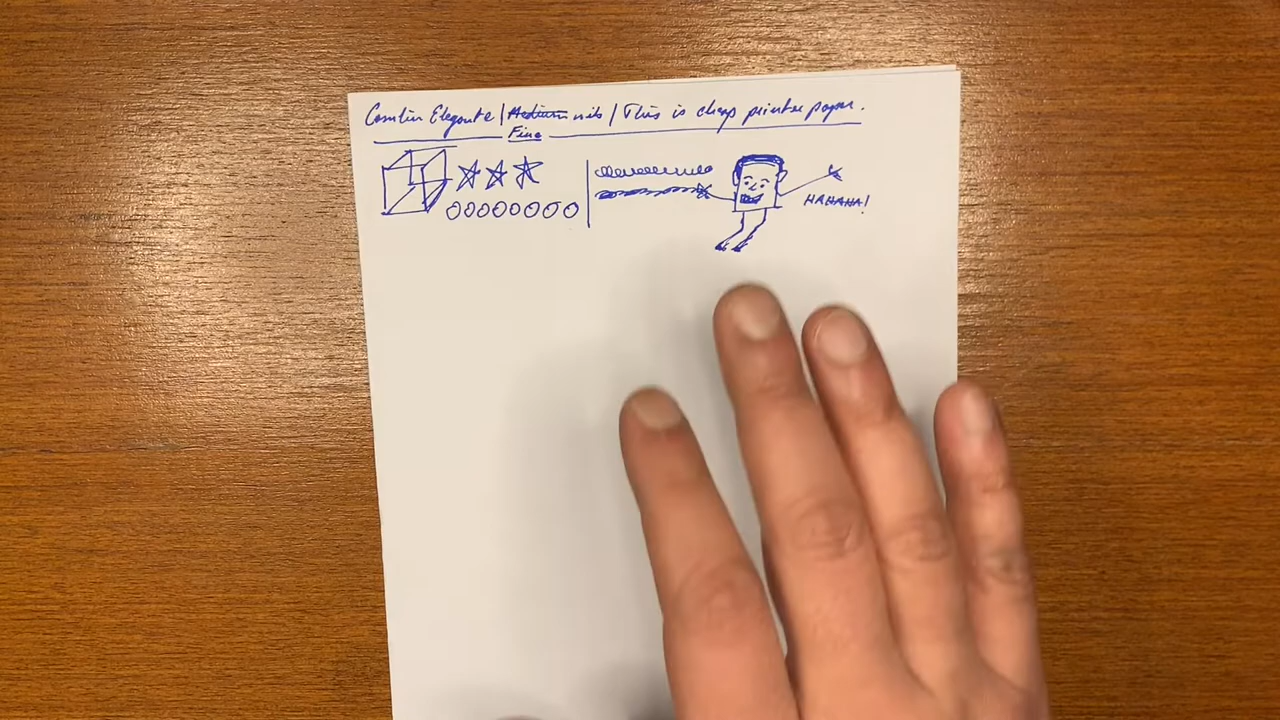 Conklin Elegante / Medium nib / This is cheap printer paper.
Fine
HAHAHA!